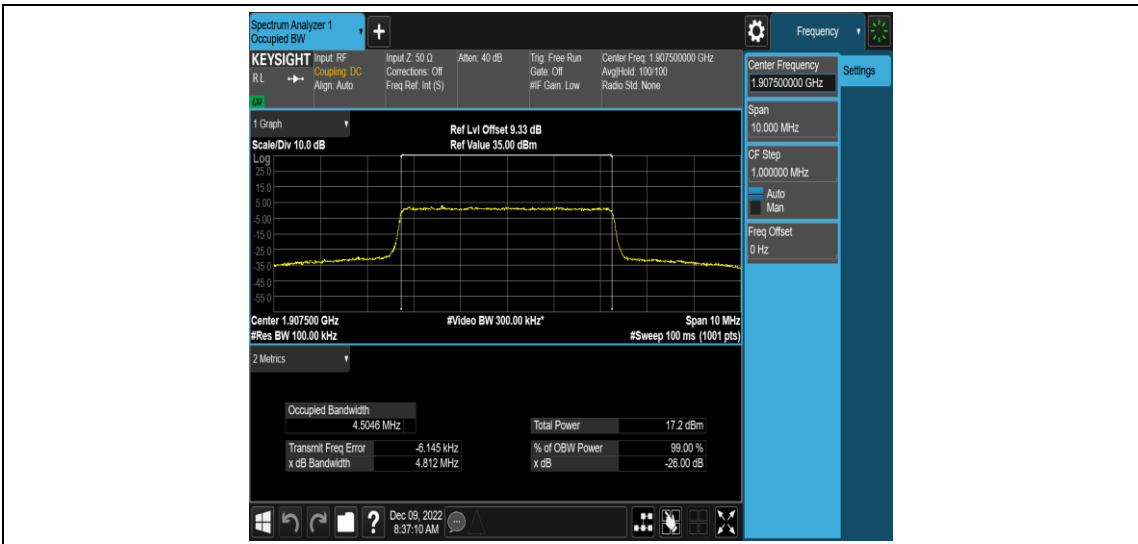 Spectrum Analyzer 1
Occupied BW
+
Frequency
KEYSIGHT
RL
LXI
Input: RF
Coupling: DC
Align: Auto
Input Z: 50 Ω
Corrections: Off
Freq Ref: Int (S)
Atten: 40 dB
Trig: Free Run
Gate: Off
#IF Gain: Low
Center Freq: 1.907500000 GHz
Avg|Hold: 100/100
Radio Std: None
Center Frequency
1.907500000 GHz
Settings
Span
10.000 MHz
CF Step
1.000000 MHz
Auto
Man
Freq Offset
0 Hz
1 Graph
Ref Lvl Offset 9.33 dB
Scale/Div 10.0 dB
Ref Value 35.00 dBm
Log
25.0
15.0
5.00
-5.00
-15.0
-25.0
-35.0
-45.0
-55.0
Center 1.907500 GHz
#Video BW 300.00 kHz*
Span 10 MHz
#Res BW 100.00 kHz
#Sweep 100 ms (1001 pts)
2 Metrics
Occupied Bandwidth
4.5046 MHz
Total Power 17.2 dBm
Transmit Freq Error -6.145 kHz
% of OBW Power 99.00 %
x dB Bandwidth 4.812 MHz
x dB -26.00 dB
?
Dec 09, 2022
8:37:10 AM